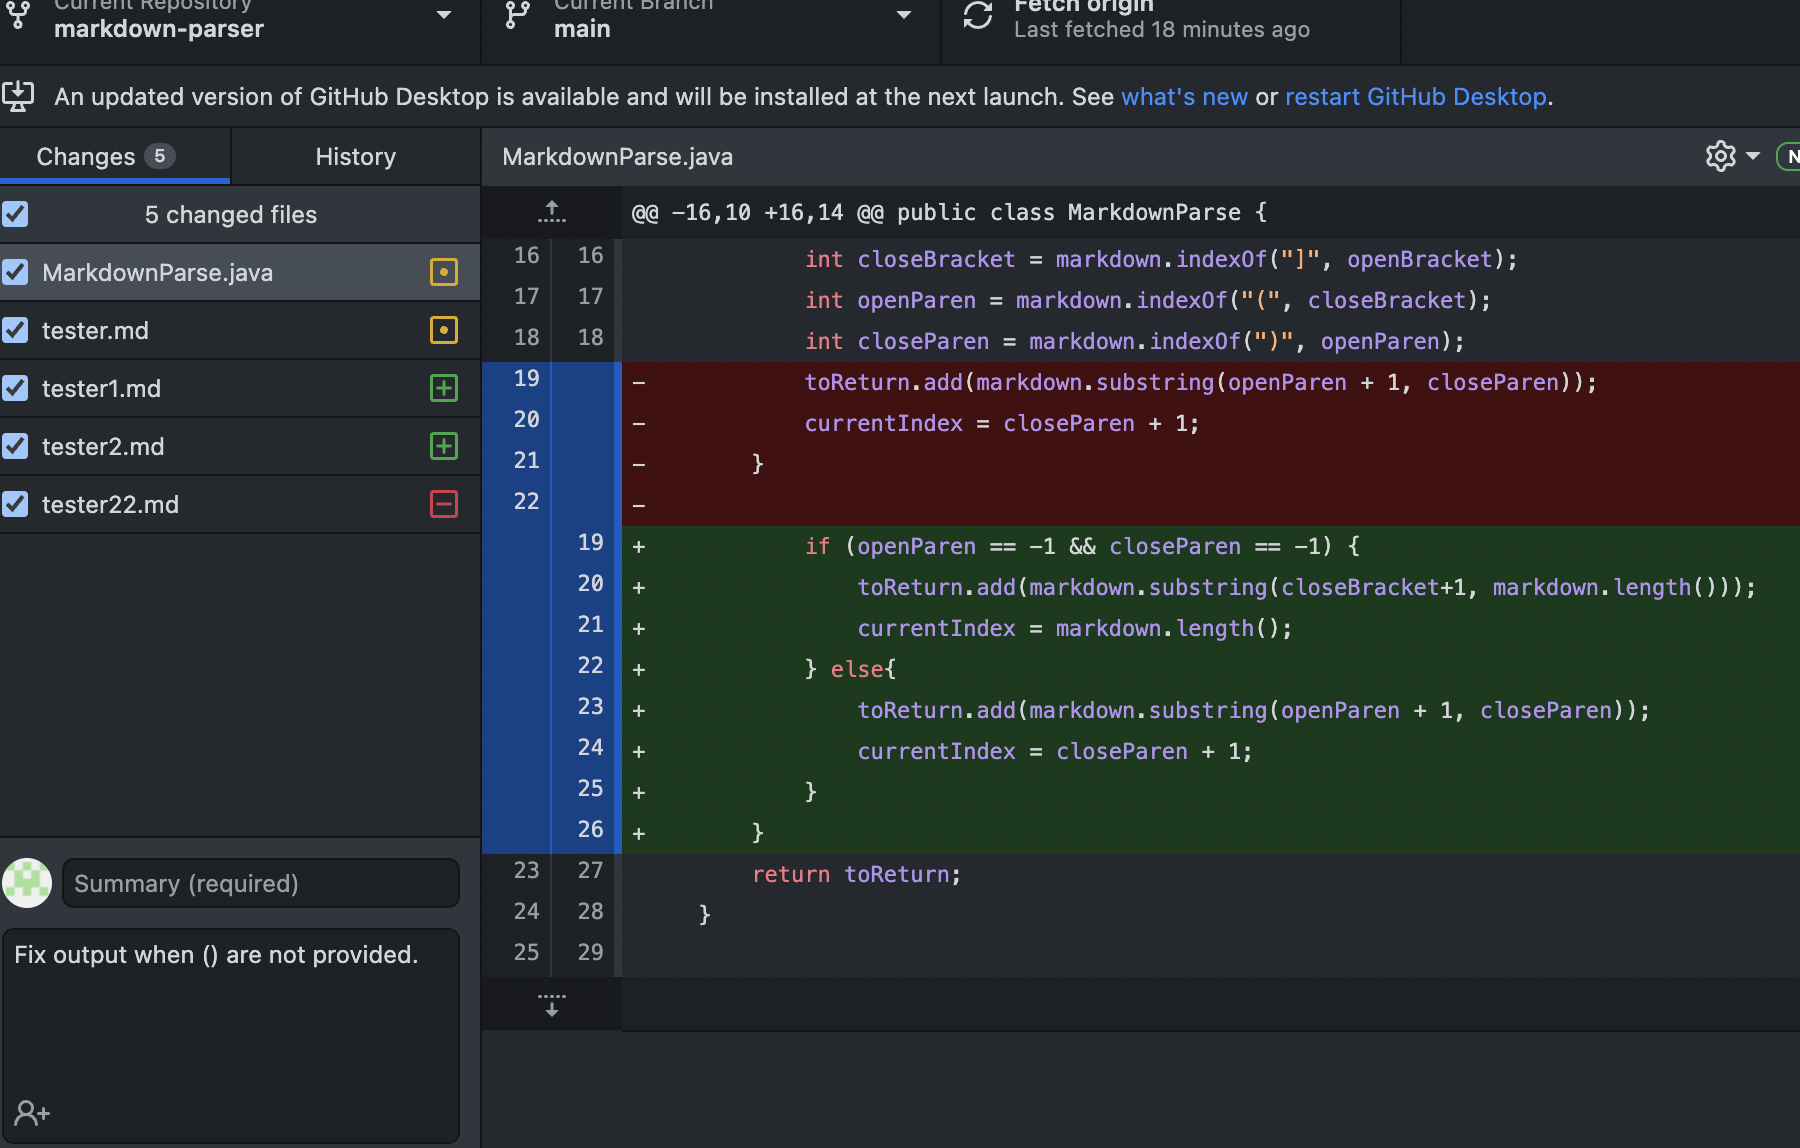 Current Repository
markdown-parser
Current Branch
main
Fetch origin
Last fetched 18 minutes ago
An updated version of GitHub Desktop is available and will be installed at the next launch. See what's new or restart GitHub Desktop.
Changes 5
History
MarkdownParse.java
N
5 changed files
MarkdownParse.java
tester.md
tester1.md
tester2.md
tester22.md
Summary (required)
Fix output when () are not provided.
@@ -16,10 +16,14 @@ public class MarkdownParse {
16 16 int closeBracket = markdown.indexOf("]", openBracket);
17 17 int openParen = markdown.indexOf("(", closeBracket);
18 18 int closeParen = markdown.indexOf(")", openParen);
19 - toReturn.add(markdown.substring(openParen + 1, closeParen));
20 - currentIndex = closeParen + 1;
21 - }
22 -
19 + if (openParen == -1 && closeParen == -1) {
20 + toReturn.add(markdown.substring(closeBracket+1, markdown.length()));
21 + currentIndex = markdown.length();
22 + } else{
23 + toReturn.add(markdown.substring(openParen + 1, closeParen));
24 + currentIndex = closeParen + 1;
25 + }
26 + }
23 27 return toReturn;
24 28 }
25 29